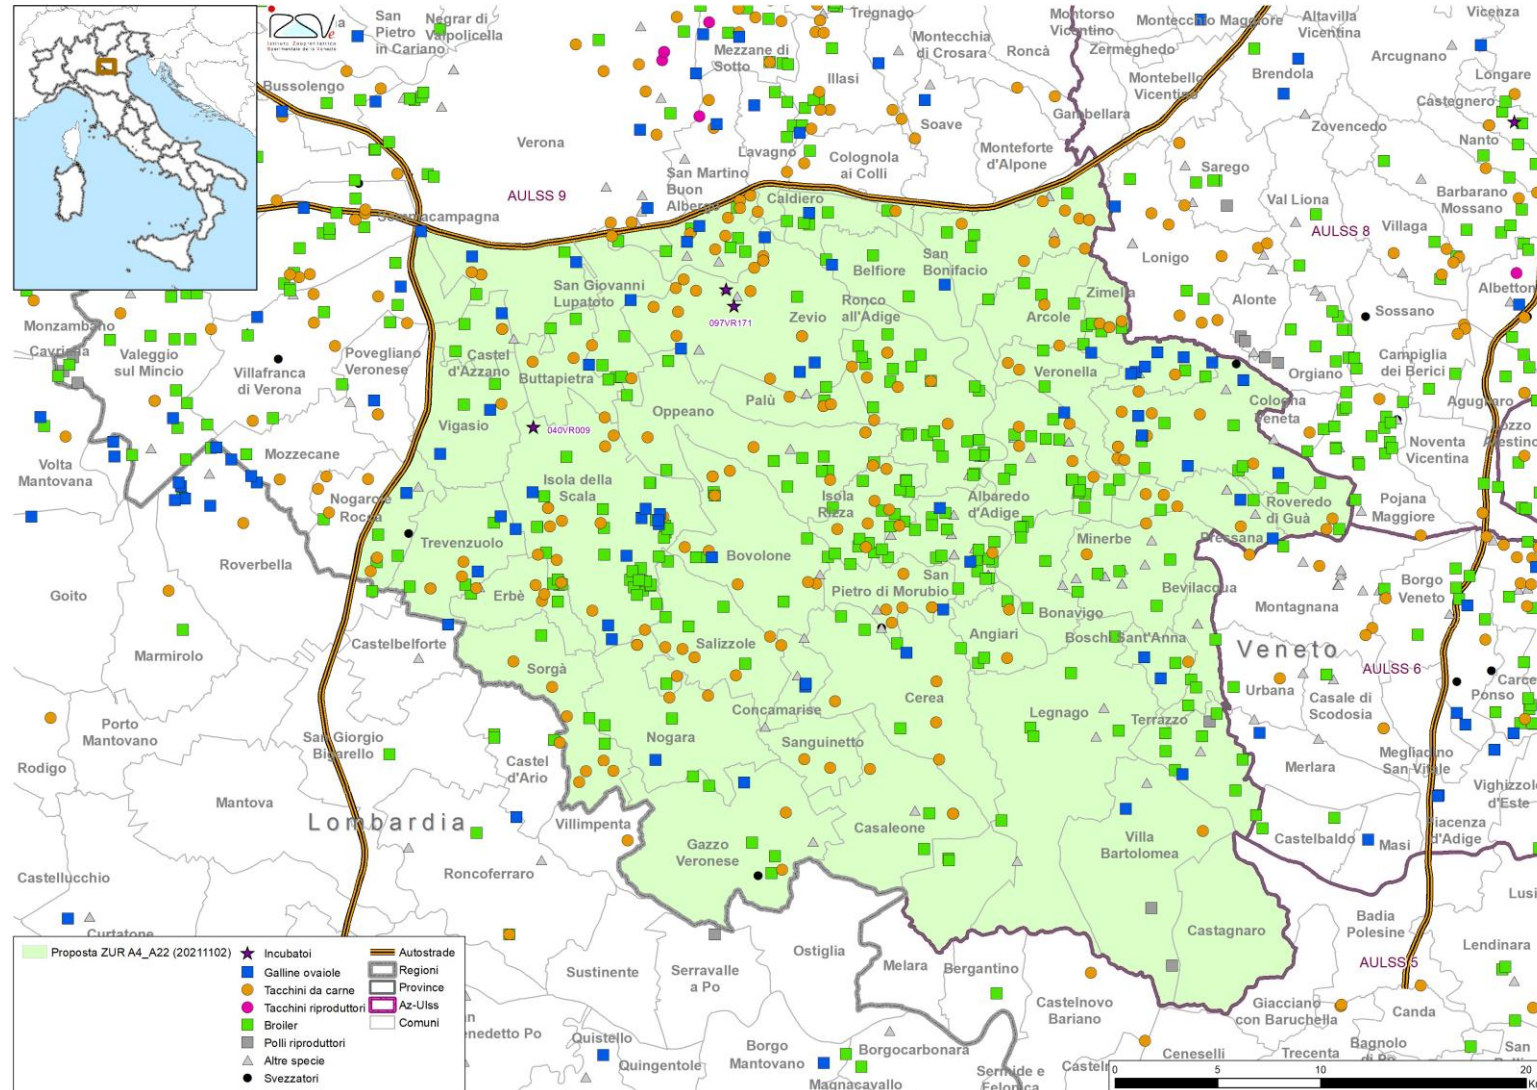 San
Pietro
in Cariano
Negrar di
Valpolicella
Tregnago
Montorso
Vicentino
Montecchio Maggiore
Altavilla
Vicentina
Vicenza
Mezzane di
Sotto
Montecchia
di Crosara
Roncà
Zermeghedo
Arcugnano
Illasi
Montebello
Vicentino
Brendola
Longare
Bussolengo
Castegnero
Gambellara
Soave
Zovencedo
Nanto
Verona
Lavagno
Colognola
ai Colli
Monteforte
d'Alpone
San Martino
Buon
Albergo
Sarego
Barbarano
Mossano
AULSS 9
Caldiero
Val Liona
Villaga
AULSS 8
San
Bonifacio
Lonigo
Belfiore
San Giovanni
Lupatoto
Zimella
Albetton
Ronco
all'Adige
Alonte
Sossano
Arcole
Zevio
097VR171
Monzambano
Cavriana
Valeggio
sul Mincio
Povegliano
Veronese
Castel
d'Azzano
Campiglia
dei Berici
Villafranca
di Verona
Buttapietra
Veronella
Orgiano
Palù
Agugliaro
Oppeano
Cologna
Veneta
Vigasio
040VR009
Noventa
Vicentina
Mozzecane
Volta
Mantovana
Isola della
Scala
Isola
Rizza
Albaredo
d'Adige
Nogarole
Rocca
Roveredo
di Guà
Pojana
Maggiore
Trevenzuolo
Minerbe
Pressana
Bovolone
Roverbella
San
Pietro di Morubio
Borgo
Veneto
Goito
Erbè
Bevilacqua
Montagnana
Bonavigo
Angiari
Boschi Sant'Anna
Castelbelforte
Salizzole
Veneto
Marmirolo
Sorgà
AULSS 6
Urbana
Casale di
Scodosia
Ponso
Carce
Cerea
Concamarise
Legnago
Terrazzo
Porto
Mantovano
San Giorgio
Bigarello
Nogara
Sanguinetto
Castel
d'Ario
Megliadino
San Vitale
Merlara
Rodigo
Mantova
Vighizzolo
d'Este
Lombardia
Villimpenta
Casaleone
Villa
Bartolomea
Piacenza
d'Adige
Castelbaldo
Masi
Gazzo
Veronese
Castellucchio
Roncoferraro
Lusi
Curtatone
Badia
Polesine
Castagnaro
Lendinara
Ostiglia
AULSS 5
Sustinente
Serravalle
a Po
Melara
Bergantino
Castelnovo
Bariano
Giacciano
con Baruchella
Canda
Quistello
Quingentole
Borgo
Mantovano
Borgocarbonara
Magnacavallo
Ceneselli
Trecenta
Bagnolo
San
Proposta ZUR A4_A22 (20211102)
Incubatoi
Galline ovaiole
Tacchini da carne
Tacchini riproduttori
Broiler
Polli riproduttori
Altre specie
Svezzatori
Autostrade
Regioni
Province
Az-Ulss
Comuni
0 5 10 20